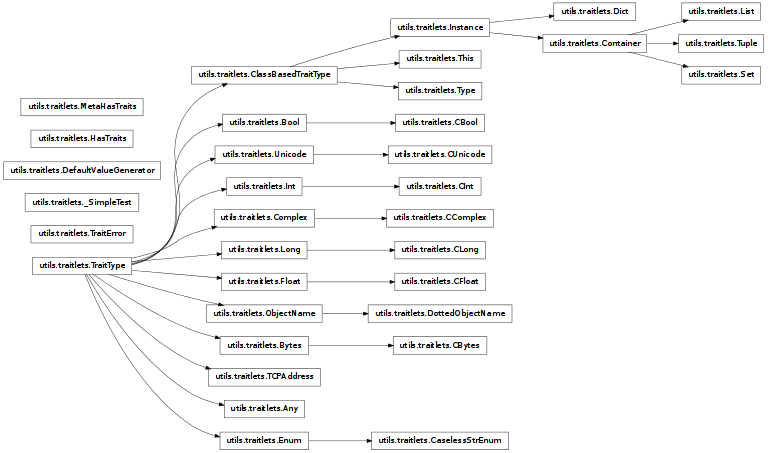 utils.traitlets.Dict
utils.traitlets.List
utils.traitlets.Instance
utils.traitlets.Container
utils.traitlets.Tuple
utils.traitlets.This
utils.traitlets.ClassBasedTraitType
utils.traitlets.Set
utils.traitlets.Type
utils.traitlets.MetaHasTraits
utils.traitlets.Bool
utils.traitlets.CBool
utils.traitlets.HasTraits
utils.traitlets.Unicode
utils.traitlets.CUnicode
utils.traitlets.DefaultValueGenerator
utils.traitlets.Int
utils.traitlets.CInt
utils.traitlets._SimpleTest
utils.traitlets.Complex
utils.traitlets.CComplex
utils.traitlets.TraitError
utils.traitlets.Long
utils.traitlets.CLong
utils.traitlets.TraitType
utils.traitlets.Float
utils.traitlets.CFloat
utils.traitlets.ObjectName
utils.traitlets.DottedObjectName
utils.traitlets.Bytes
utils.traitlets.CBytes
utils.traitlets.TCPAddress
utils.traitlets.Any
utils.traitlets.Enum
utils.traitlets.CaselessStrEnum